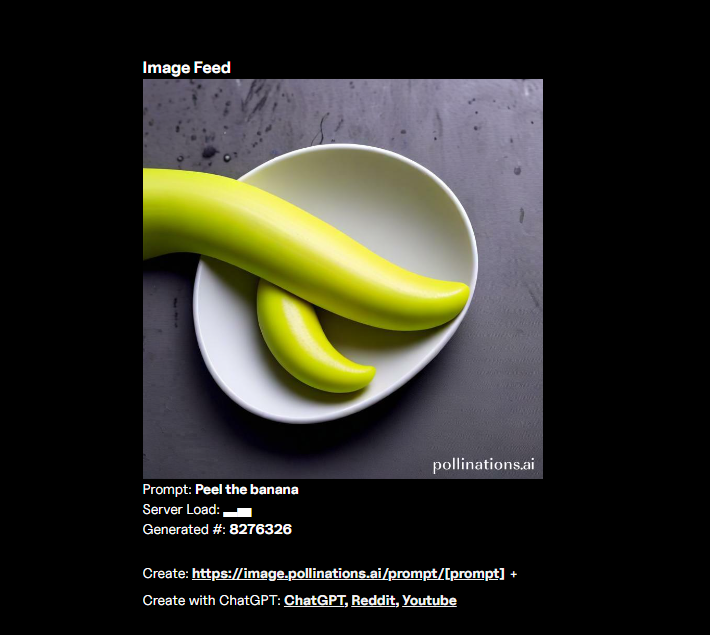 Image Feed
pollinations.ai
Prompt: Peel the banana
Server Load: ▂▃
Generated #: 8276326
Create: https://image.pollinations.ai/prompt/[prompt] +
Create with ChatGPT: ChatGPT, Reddit, Youtube